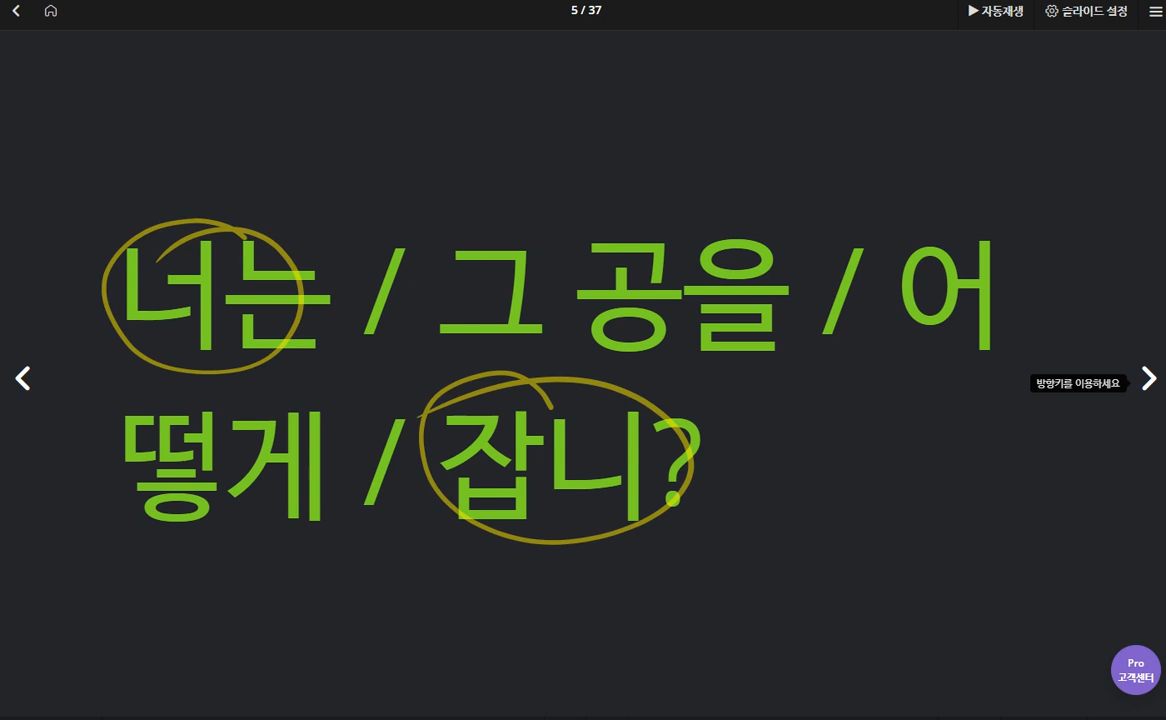 5 / 37
▶ 자동재생
슬라이드 설정
너는 / 그 공을 / 어
떻게 / 잡니?
방향키를 이용하세요
Pro
고객센터